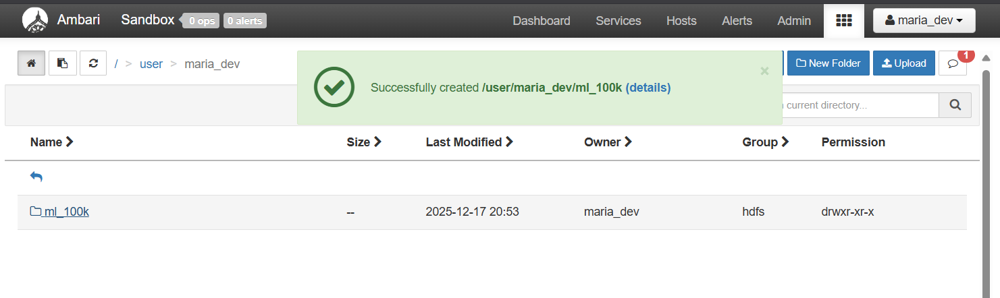 Ambari Sandbox 0 ops 0 alerts Dashboard Services Hosts Alerts Admin maria_dev
/ > user > maria_dev New Folder Upload 1
Successfully created /user/maria_dev/ml_100k (details) ×
current directory...
Name Size Last Modified Owner Group Permission
ml_100k -- 2025-12-17 20:53 maria_dev hdfs drwxr-xr-x